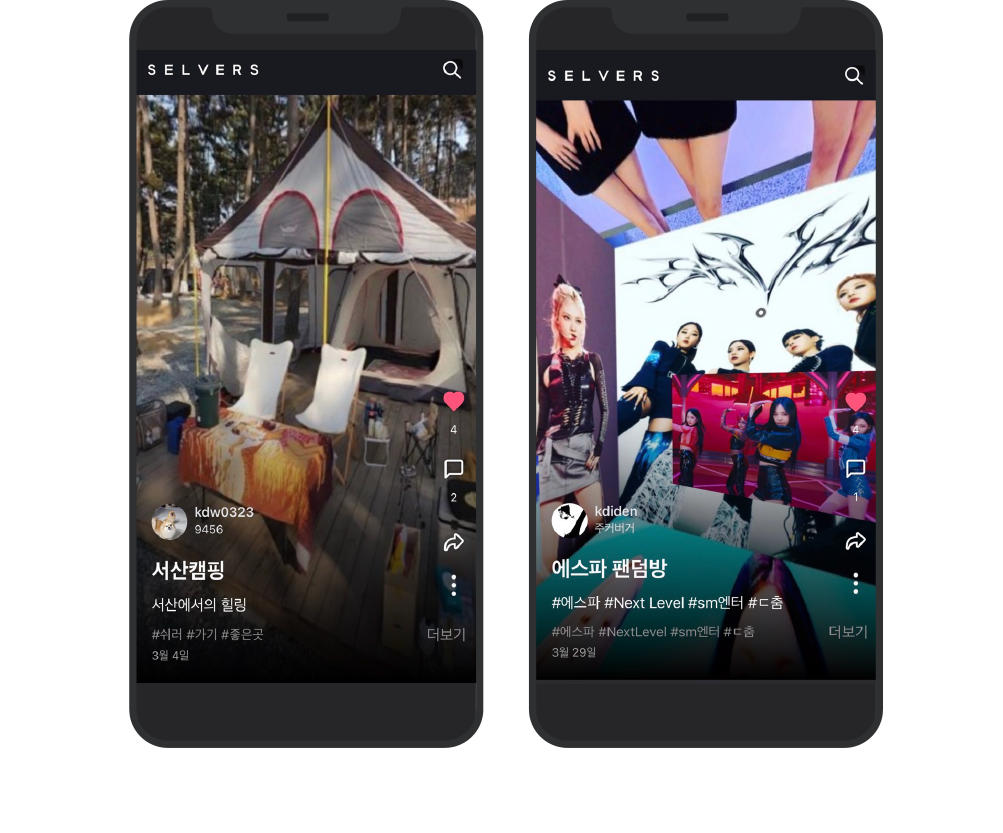 SELVERS
4
2
kdw0323
9456
서산캠핑
서산에서의 힐링
#쉬러 #가기 #좋은곳
더보기
3월 4일
SELVERS
4
1
kdiden
주커버거
에스파 팬덤방
#에스파 #Next Level #sm엔터 #ㄷ춤
#에스파 #NextLevel #sm엔터 #ㄷ춤
더보기
3월 29일